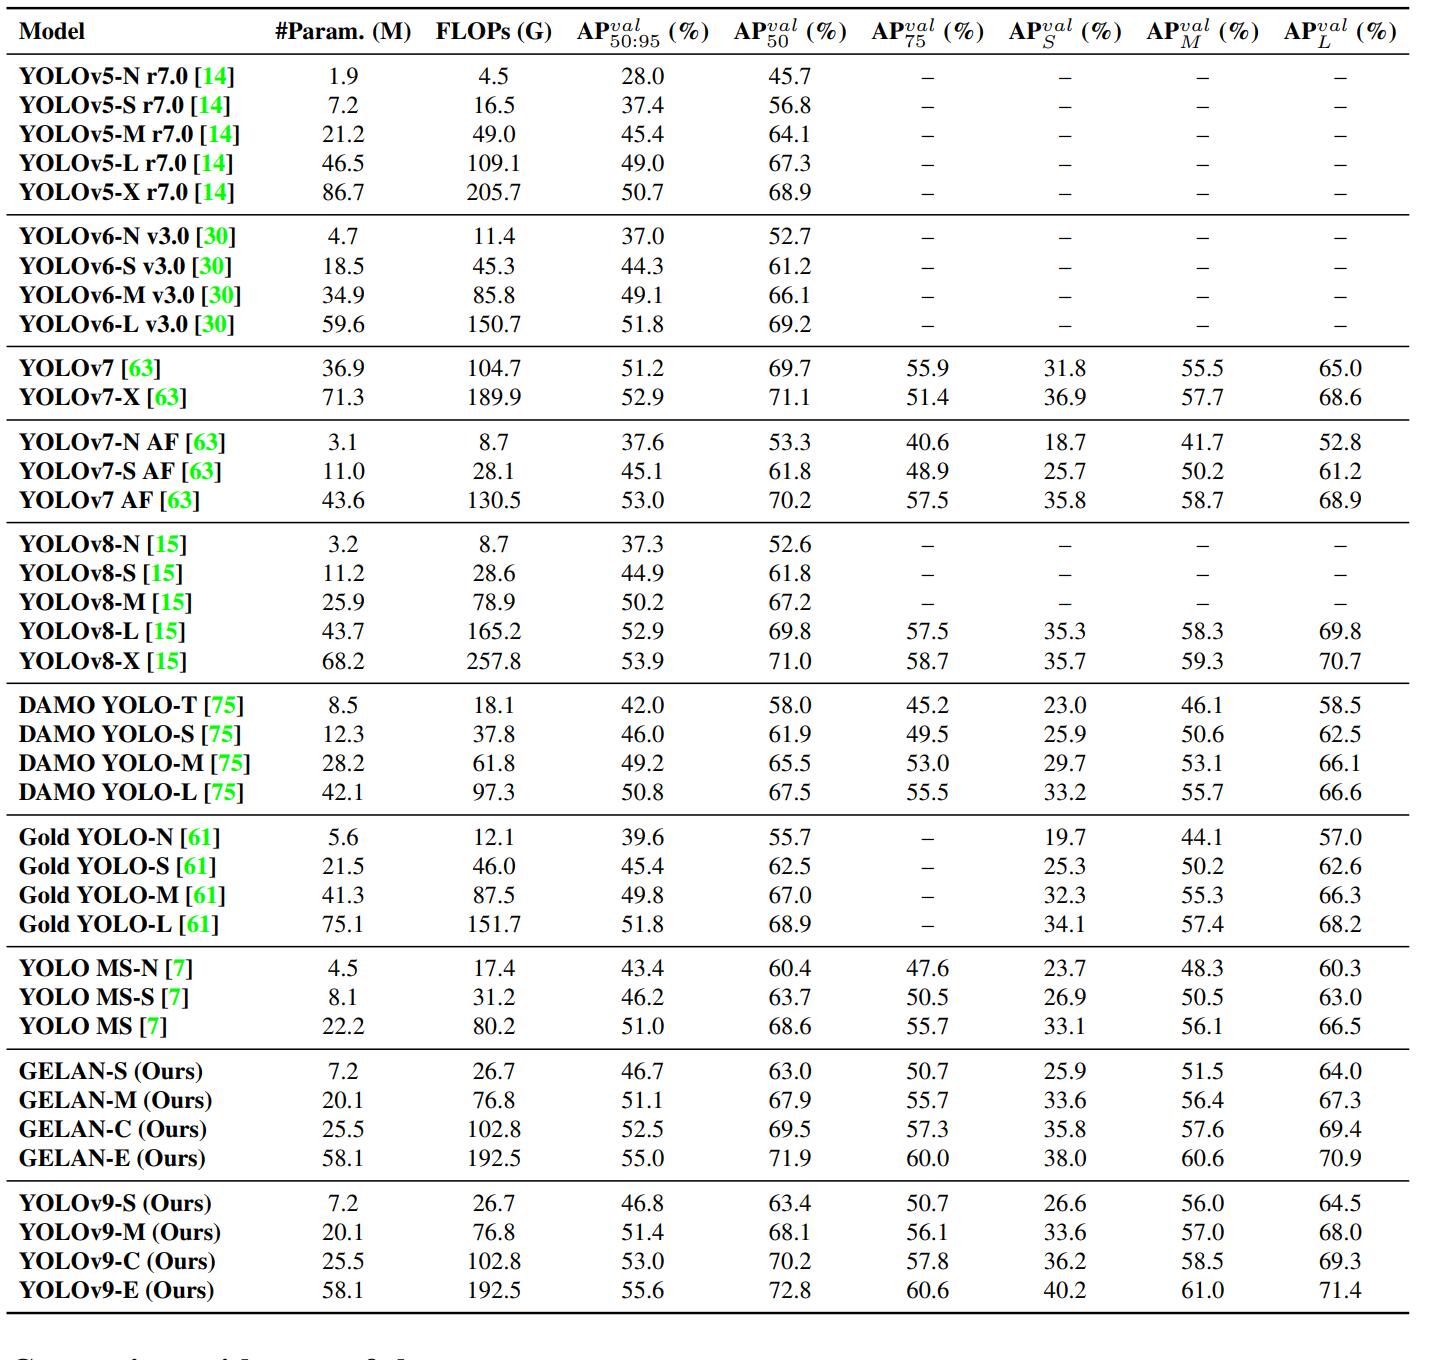 Model #Param. (M) FLOPs (G) AP^{val}_{50:95} (%) AP^{val}_{50} (%) AP^{val}_{75} (%) AP^{val}_{S} (%) AP^{val}_{M} (%) AP^{val}_{L} (%)
YOLOv5-N r7.0 [14] 1.9 4.5 28.0 45.7 – – – –
YOLOv5-S r7.0 [14] 7.2 16.5 37.4 56.8 – – – –
YOLOv5-M r7.0 [14] 21.2 49.0 45.4 64.1 – – – –
YOLOv5-L r7.0 [14] 46.5 109.1 49.0 67.3 – – – –
YOLOv5-X r7.0 [14] 86.7 205.7 50.7 68.9 – – – –
YOLOv6-N v3.0 [30] 4.7 11.4 37.0 52.7 – – – –
YOLOv6-S v3.0 [30] 18.5 45.3 44.3 61.2 – – – –
YOLOv6-M v3.0 [30] 34.9 85.8 49.1 66.1 – – – –
YOLOv6-L v3.0 [30] 59.6 150.7 51.8 69.2 – – – –
YOLOv7 [63] 36.9 104.7 51.2 69.7 55.9 31.8 55.5 65.0
YOLOv7-X [63] 71.3 189.9 52.9 71.1 51.4 36.9 57.7 68.6
YOLOv7-N AF [63] 3.1 8.7 37.6 53.3 40.6 18.7 41.7 52.8
YOLOv7-S AF [63] 11.0 28.1 45.1 61.8 48.9 25.7 50.2 61.2
YOLOv7 AF [63] 43.6 130.5 53.0 70.2 57.5 35.8 58.7 68.9
YOLOv8-N [15] 3.2 8.7 37.3 52.6 – – – –
YOLOv8-S [15] 11.2 28.6 44.9 61.8 – – – –
YOLOv8-M [15] 25.9 78.9 50.2 67.2 – – – –
YOLOv8-L [15] 43.7 165.2 52.9 69.8 57.5 35.3 58.3 69.8
YOLOv8-X [15] 68.2 257.8 53.9 71.0 58.7 35.7 59.3 70.7
DAMO YOLO-T [75] 8.5 18.1 42.0 58.0 45.2 23.0 46.1 58.5
DAMO YOLO-S [75] 12.3 37.8 46.0 61.9 49.5 25.9 50.6 62.5
DAMO YOLO-M [75] 28.2 61.8 49.2 65.5 53.0 29.7 53.1 66.1
DAMO YOLO-L [75] 42.1 97.3 50.8 67.5 55.5 33.2 55.7 66.6
Gold YOLO-N [61] 5.6 12.1 39.6 55.7 – 19.7 44.1 57.0
Gold YOLO-S [61] 21.5 46.0 45.4 62.5 – 25.3 50.2 62.6
Gold YOLO-M [61] 41.3 87.5 49.8 67.0 – 32.3 55.3 66.3
Gold YOLO-L [61] 75.1 151.7 51.8 68.9 – 34.1 57.4 68.2
YOLO MS-N [7] 4.5 17.4 43.4 60.4 47.6 23.7 48.3 60.3
YOLO MS-S [7] 8.1 31.2 46.2 63.7 50.5 26.9 50.5 63.0
YOLO MS [7] 22.2 80.2 51.0 68.6 55.7 33.1 56.1 66.5
GELAN-S (Ours) 7.2 26.7 46.7 63.0 50.7 25.9 51.5 64.0
GELAN-M (Ours) 20.1 76.8 51.1 67.9 55.7 33.6 56.4 67.3
GELAN-C (Ours) 25.5 102.8 52.5 69.5 57.3 35.8 57.6 69.4
GELAN-E (Ours) 58.1 192.5 55.0 71.9 60.0 38.0 60.6 70.9
YOLOv9-S (Ours) 7.2 26.7 46.8 63.4 50.7 26.6 56.0 64.5
YOLOv9-M (Ours) 20.1 76.8 51.4 68.1 56.1 33.6 57.0 68.0
YOLOv9-C (Ours) 25.5 102.8 53.0 70.2 57.8 36.2 58.5 69.3
YOLOv9-E (Ours) 58.1 192.5 55.6 72.8 60.6 40.2 61.0 71.4